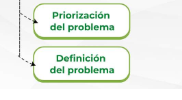 Priorización
del problema
Definición
del problema